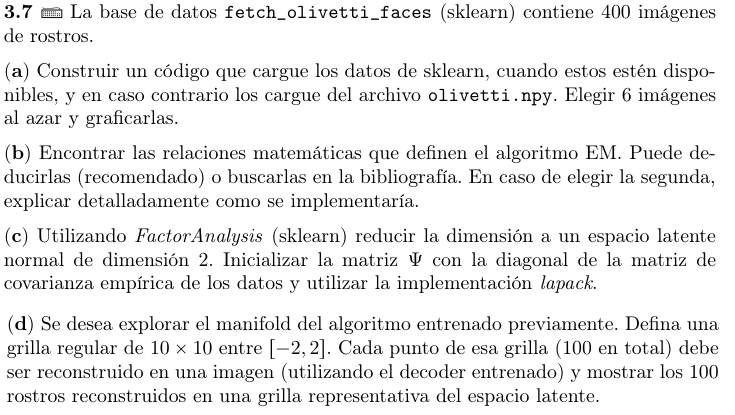 3.7 ⌨ La base de datos fetch_olivetti_faces (sklearn) contiene 400 imágenes
de rostros.
(a) Construir un código que cargue los datos de sklearn, cuando estos estén dispo-
nibles, y en caso contrario los cargue del archivo olivetti.npy. Elegir 6 imágenes
al azar y graficarlas.
(b) Encontrar las relaciones matemáticas que definen el algoritmo EM. Puede de-
ducirlas (recomendado) o buscarlas en la bibliografía. En caso de elegir la segunda,
explicar detalladamente como se implementaría.
(c) Utilizando FactorAnalysis (sklearn) reducir la dimensión a un espacio latente
normal de dimensión 2. Inicializar la matriz Ψ con la diagonal de la matriz de
covarianza empírica de los datos y utilizar la implementación lapack.
(d) Se desea explorar el manifold del algoritmo entrenado previamente. Defina una
grilla regular de 10 × 10 entre [−2, 2]. Cada punto de esa grilla (100 en total) debe
ser reconstruido en una imagen (utilizando el decoder entrenado) y mostrar los 100
rostros reconstruidos en una grilla representativa del espacio latente.